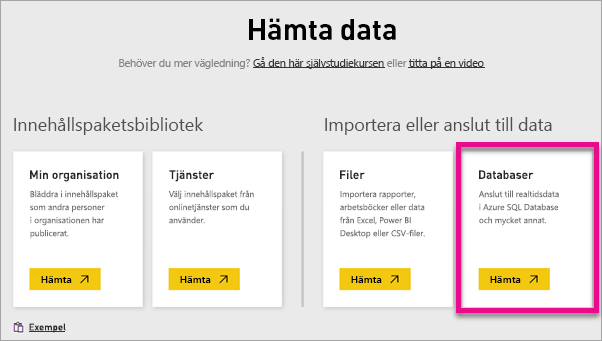 Hämta data
Behöver du mer vägledning? Gå den här självstudiekursen eller titta på en video
Innehållspaketsbibliotek
Min organisation
Bläddra i innehållspaket
som andra personer
i organisationen har
publicerat.
Hämta
Tjänster
Välj innehållspaket från
onlinetjänster som du
använder.
Hämta
Importera eller anslut till data
Filer
Importera rapporter,
arbetsböcker eller data
från Excel, Power BI
Desktop eller CSV-filer.
Hämta
Databaser
Anslut till realtidsdata
i Azure SQL Database
och mycket annat.
Hämta
Exempel